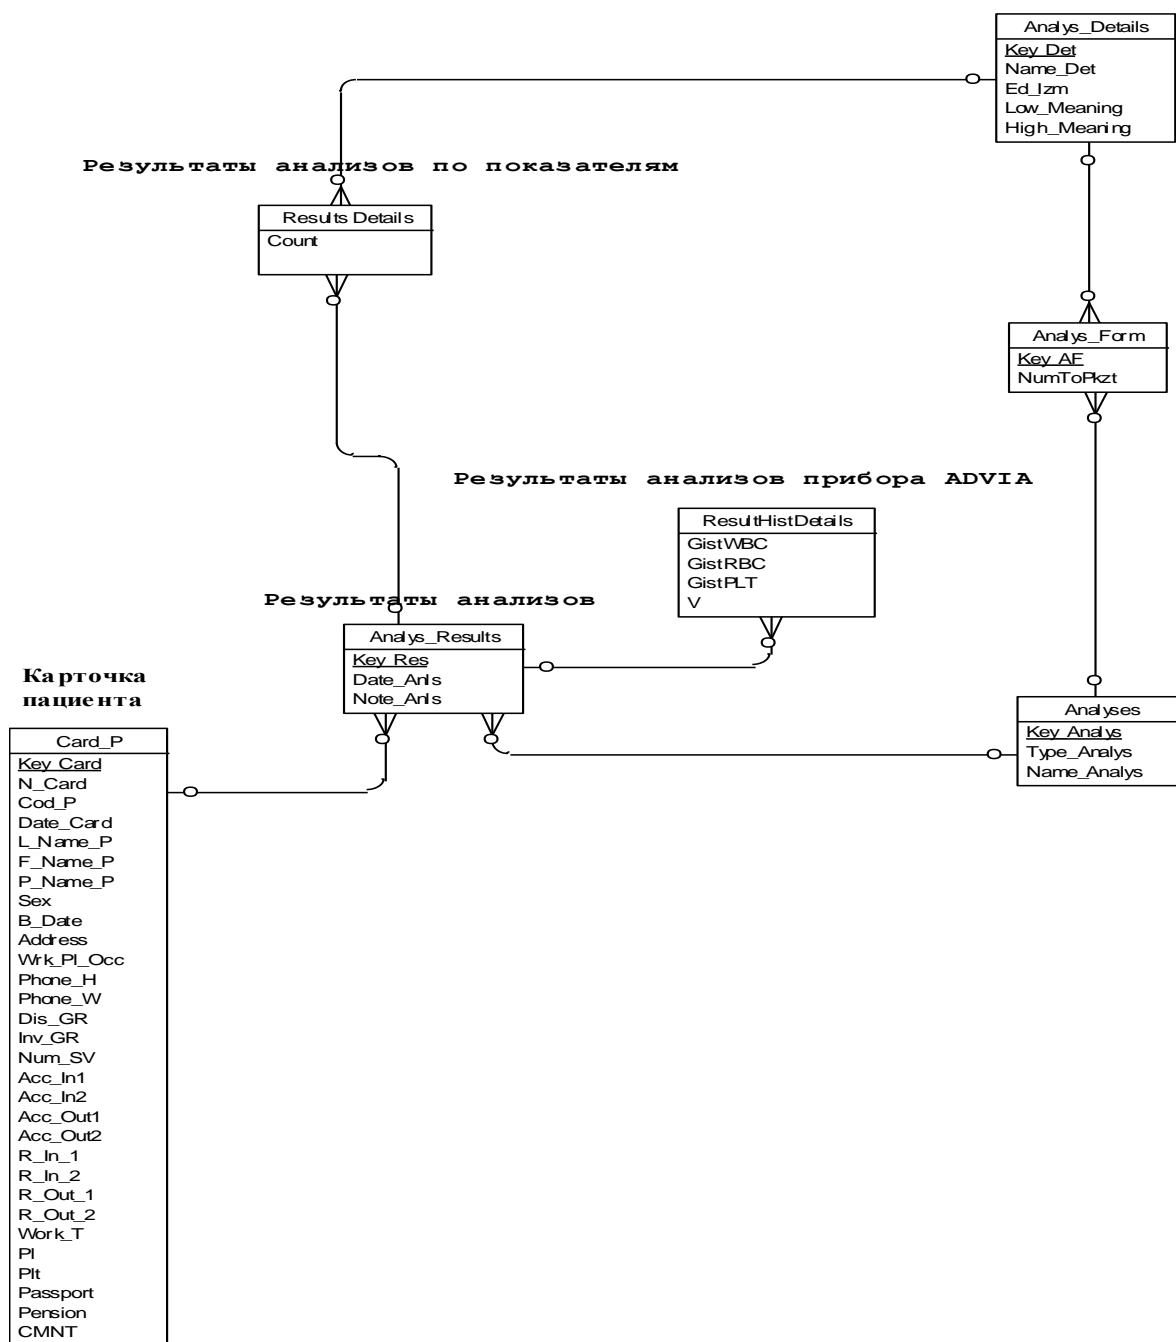 Analys_Details
Key_Det
Name_Det
Ed_Izm
Low_Meaning
High_Meaning
Результаты анализов по показателям
Results Details
Count
Analys_Form
Key_AF
NumToPkzt
Результаты анализов прибора ADVIA
ResultHistDetails
GistWBC
GistRBC
GistPLT
V
Результаты анализов
Analys_Results
Key_Res
Date_Anls
Note_Anls
Analyses
Key_Analys
Type_Analys
Name_Analys
Карточка
пациента
Card_P
Key_Card
N_Card
Cod_P
Date_Card
L_Name_P
F_Name_P
P_Name_P
Sex
B_Date
Address
Wrk_Pl_Occ
Phone_H
Phone_W
Dis_GR
Inv_GR
Num_SV
Acc_In1
Acc_In2
Acc_Out1
Acc_Out2
R_In_1
R_In_2
R_Out_1
R_Out_2
Work_T
Pl
Plt
Passport
Pension
CMNT